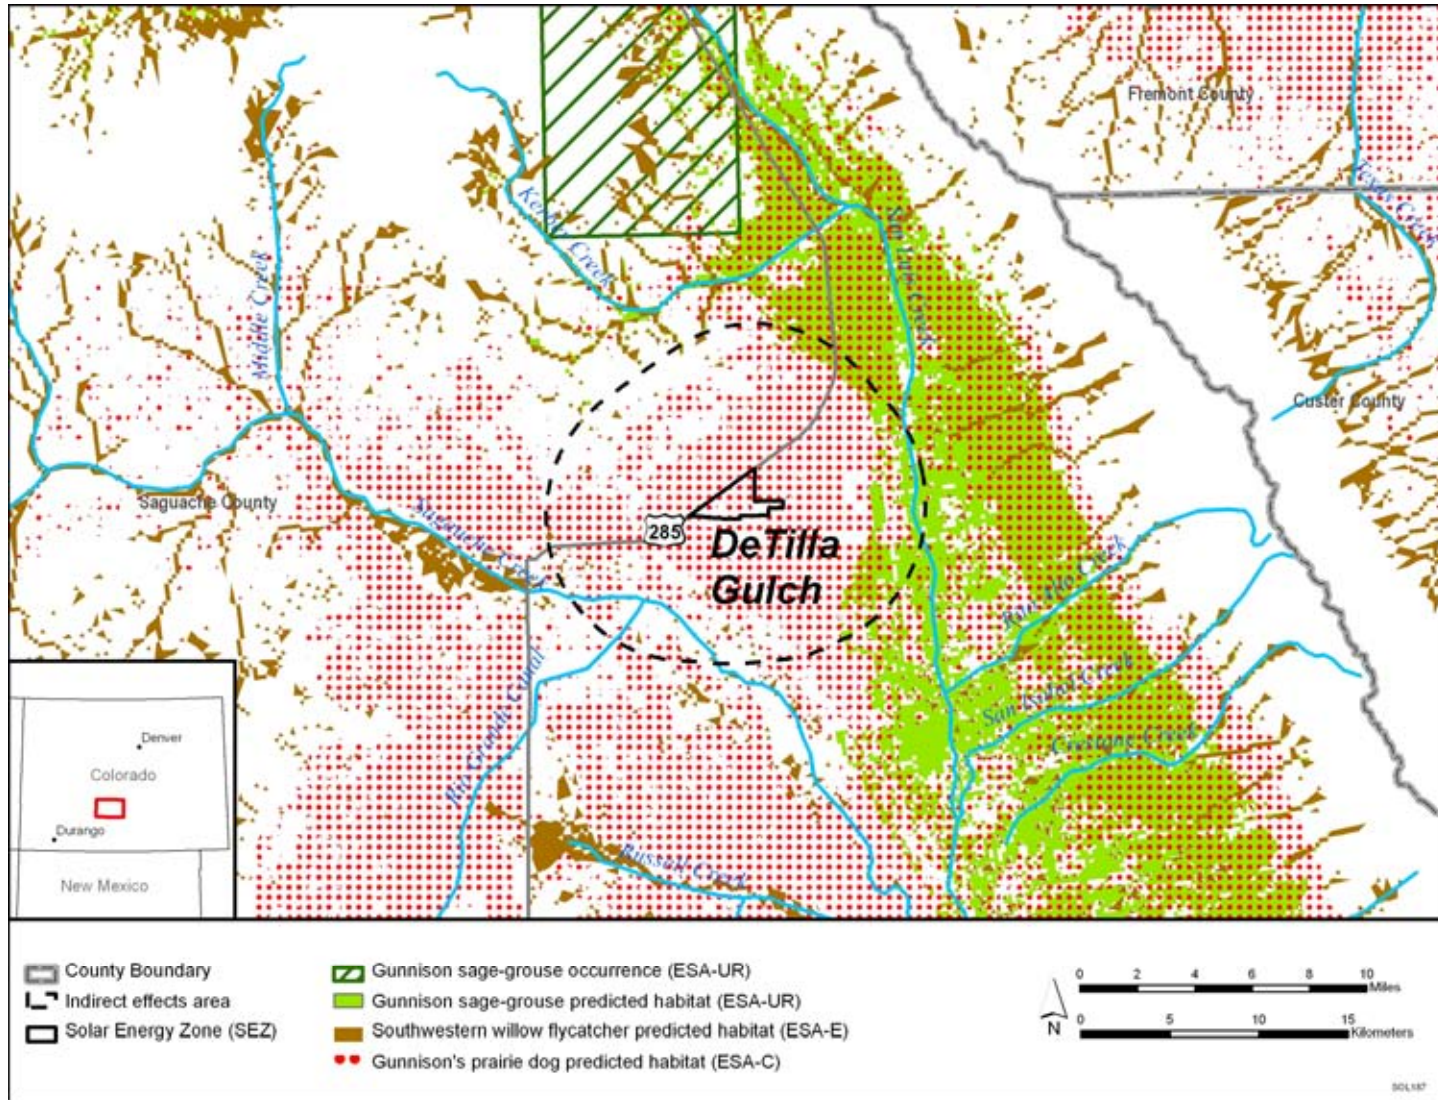 Fremont County
Texas Creek
Kerber Creek
San Luis Creek
Middle Creek
Custer County
Saguache County
Saguache Creek
285
DeTilla
Gulch
Rio Alto Creek
Rio Grande Canal
San Isabel Creek
Crestone Creek
Denver
Colorado
Durango
New Mexico
Russell Creek
County Boundary
Indirect effects area
Solar Energy Zone (SEZ)
Gunnison sage-grouse occurrence (ESA-UR)
Gunnison sage-grouse predicted habitat (ESA-UR)
Southwestern willow flycatcher predicted habitat (ESA-E)
Gunnison's prairie dog predicted habitat (ESA-C)
N
0 2 4 6 8 10
Miles
0 5 10 15
Kilometers
SOL187